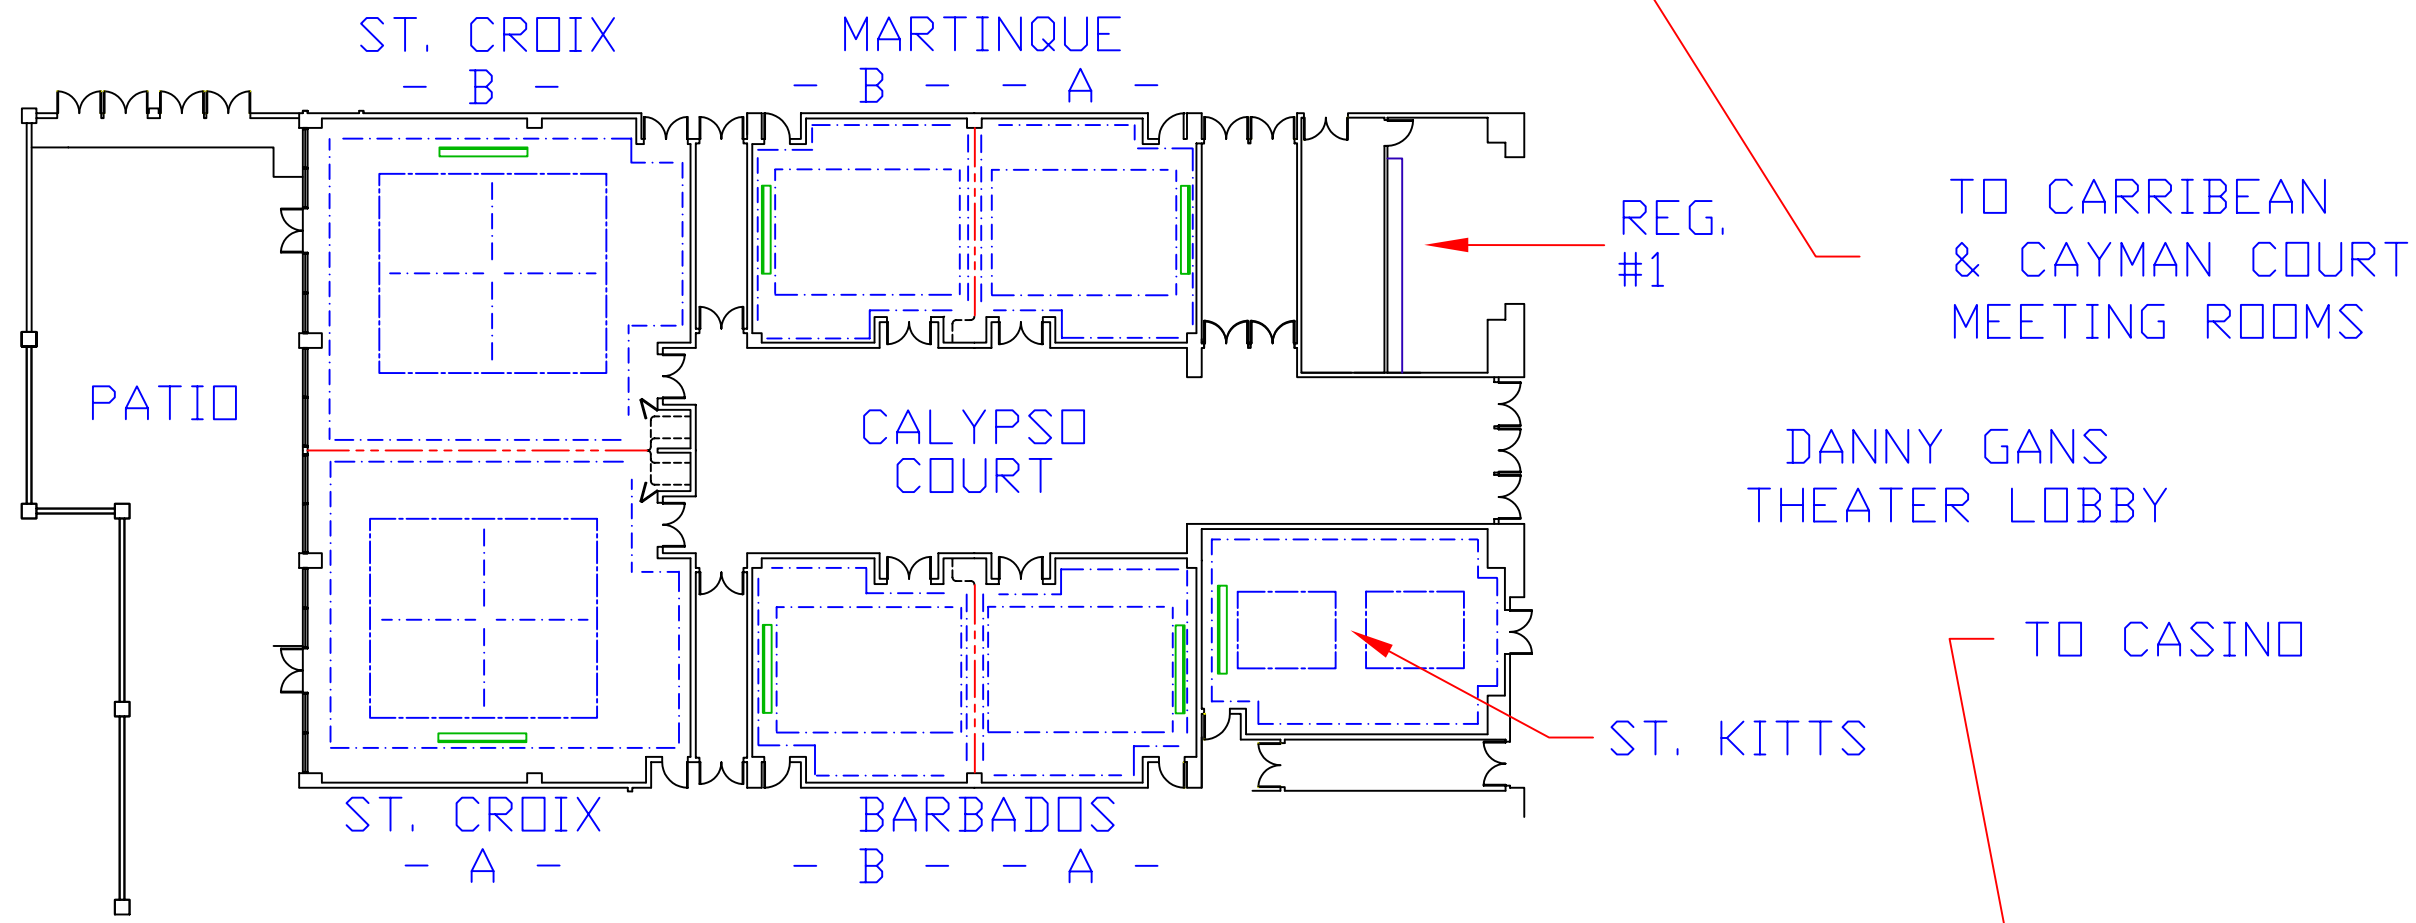 ST. CROIX
- B -
MARTINQUE
- B - - A -
REG.
#1
TO CARRIBEAN
& CAYMAN COURT
MEETING ROOMS
PATIO
CALYPSO
COURT
DANNY GANS
THEATER LOBBY
TO CASINO
ST. KITTS
ST. CROIX
- A -
BARBADOS
- B - - A -